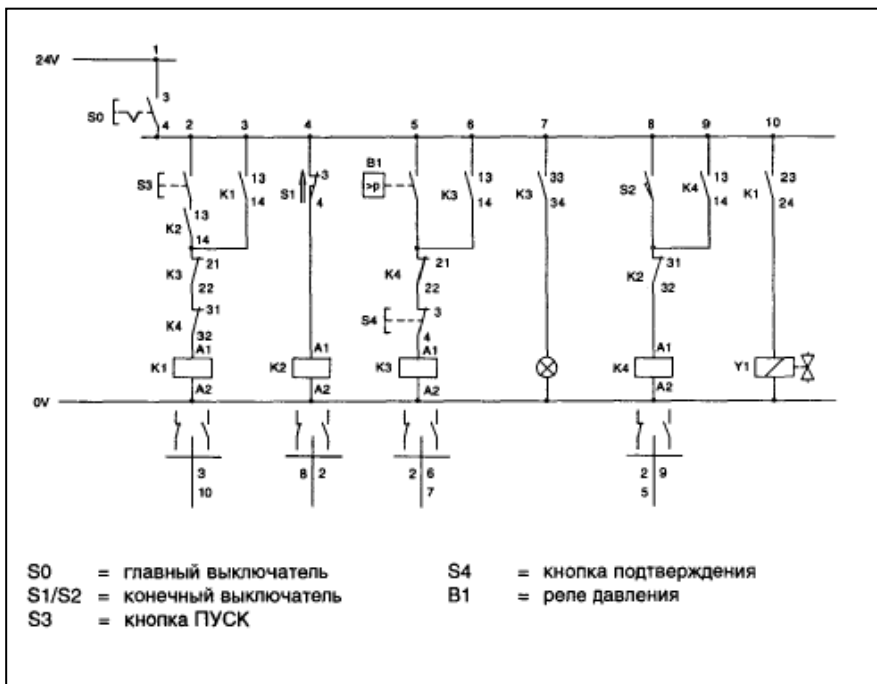 1
24V
3
S0
4
2 3 4 5 6 7 8 9 10
S3 K1 13 14 S1 3 4 B1 >p K3 13 14 K3 33 34 S2 K4 13 14 K1 23 24
K2 13 14
K3 21 22 K4 21 22 K2 31 32
K4 31 32 S4 3 4
K1 A1 K2 A1 K3 A1 K4 A1 Y1
A2 A2 A2 A2
0V
3 8 2 2 6 2 9
10 7 5
S0 = главный выключатель
S1/S2 = конечный выключатель
S3 = кнопка ПУСК
S4 = кнопка подтверждения
B1 = реле давления